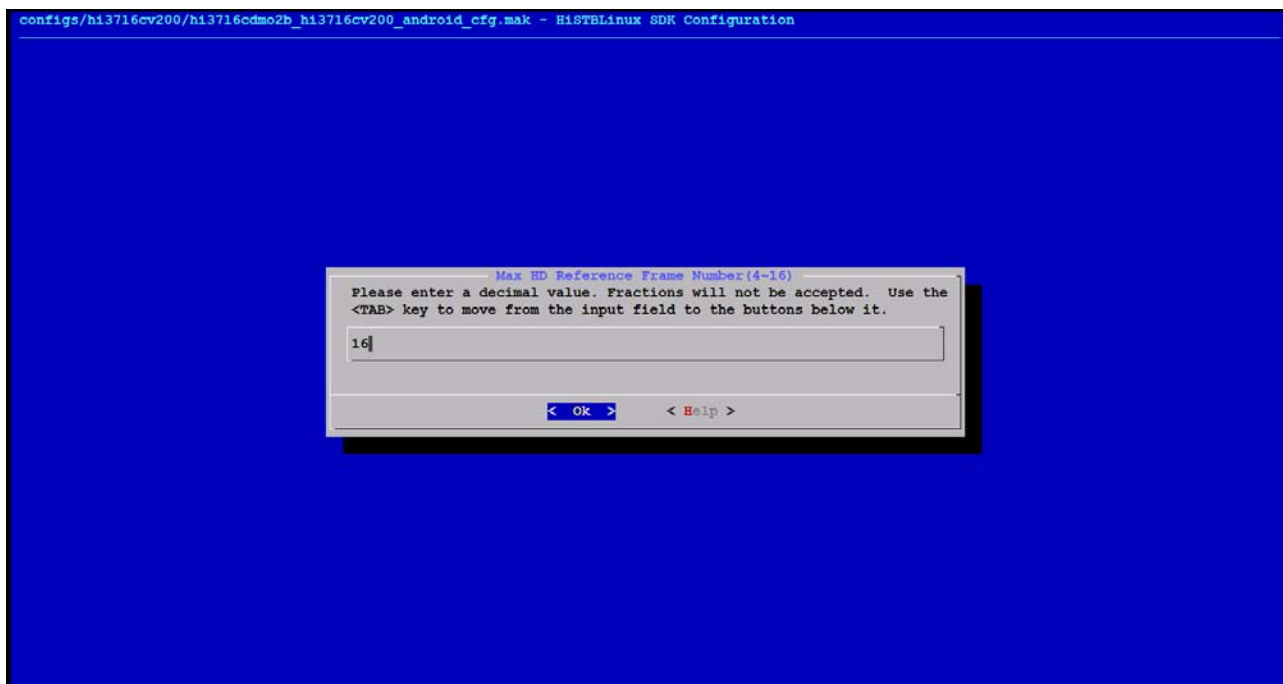 configs/hi3716cv200/hi3716cdmo2b_hi3716cv200_android_cfg.mak - HiSTBLinux SDK Configuration
Max HD Reference Frame Number(4~16)
Please enter a decimal value. Fractions will not be accepted.  Use the
<TAB> key to move from the input field to the buttons below it.
16
<  Ok  >      < Help >